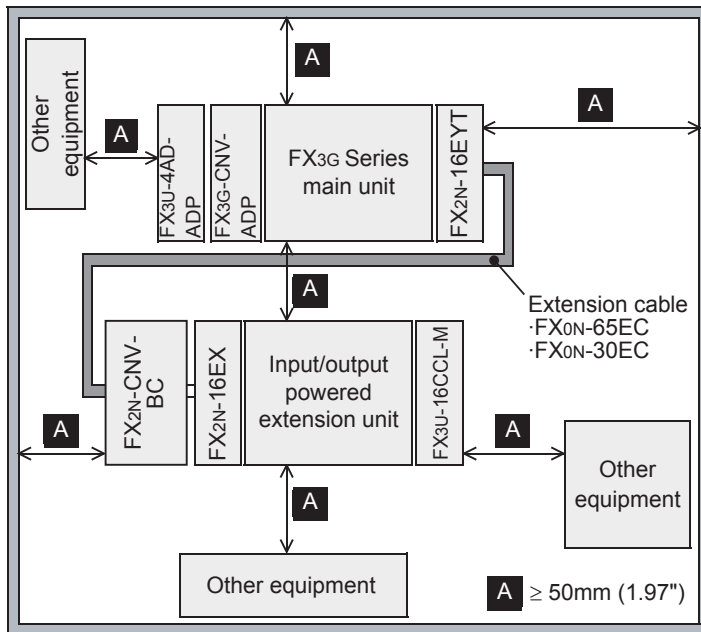 A
Other
equipment
A
FX3U-4AD-
ADP
FX3G-CNV-
ADP
FX3G Series
main unit
FX2N-16EYT
A
A
Extension cable
·FX0N-65EC
·FX0N-30EC
FX2N-CNV-
BC
FX2N-16EX
Input/output
powered
extension unit
FX3U-16CCL-M
A
A
Other
equipment
A
Other equipment
A ≥ 50mm (1.97")